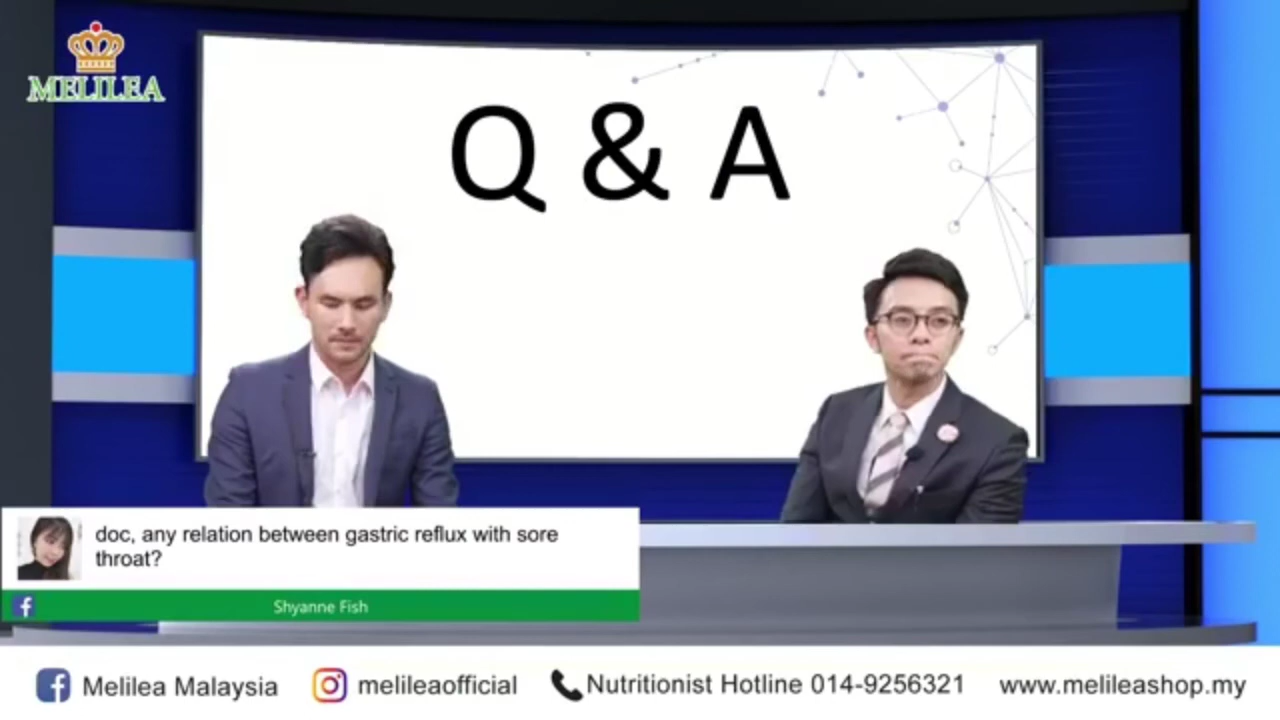 MELILEA
Q & A
doc, any relation between gastric reflux with sore
throat?
Shyanne Fish
Melilea Malaysia
melileaofficial
Nutritionist Hotline 014-9256321
www.melileashop.my